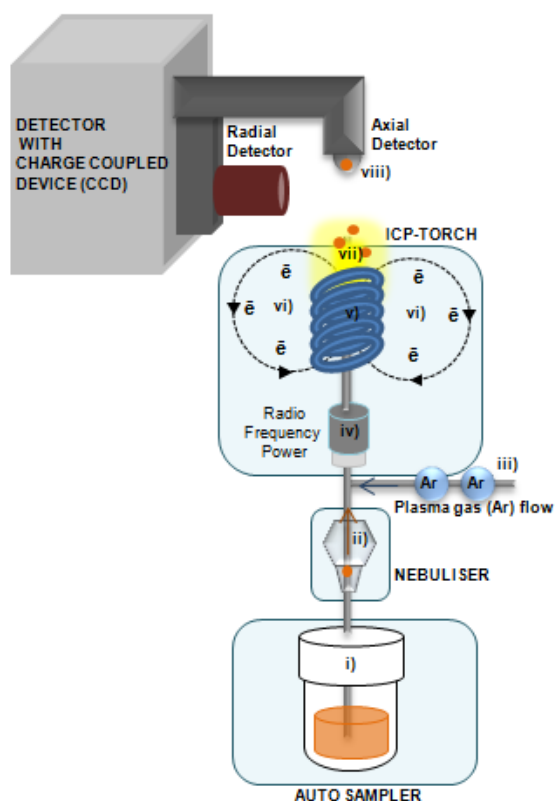 DETECTOR
WITH
CHARGE COUPLED
DEVICE (CCD)
Radial
Detector
Axial
Detector
viii)
ICP-TORCH
vii)
ē
ē
vi)
v)
vi)
ē
ē
ē
ē
Radio
Frequency
Power
iv)
iii)
Ar
Ar
Plasma gas (Ar) flow
ii)
NEBULISER
i)
AUTO SAMPLER